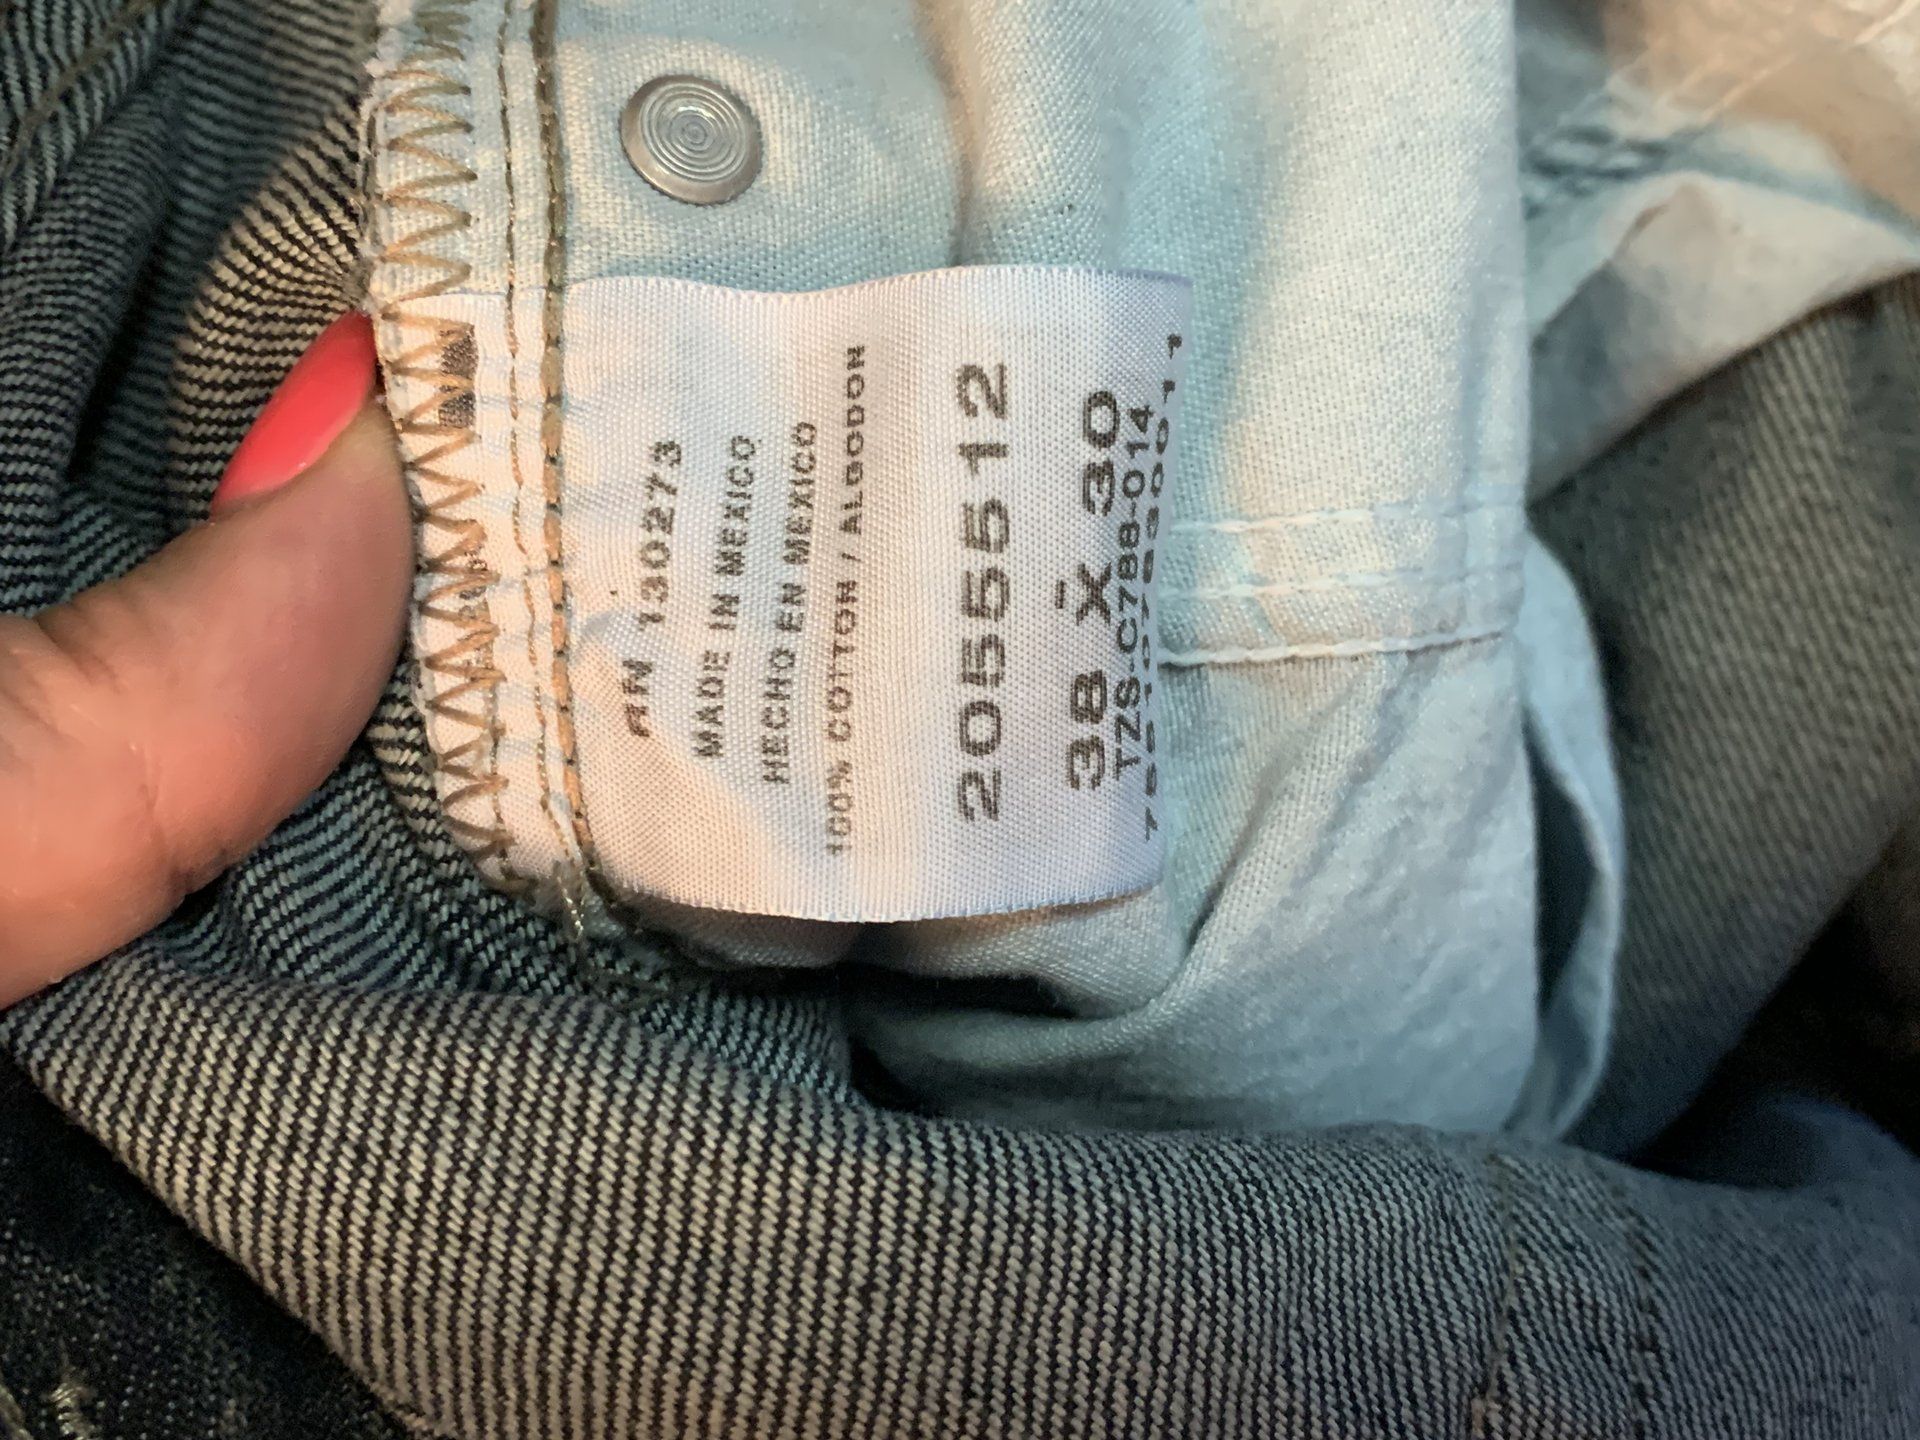 RN 130273
MADE IN MEXICO
HECHO EN MEXICO
100% COTTON / ALGODON
2055512
38 X 30
TZS-C788-014